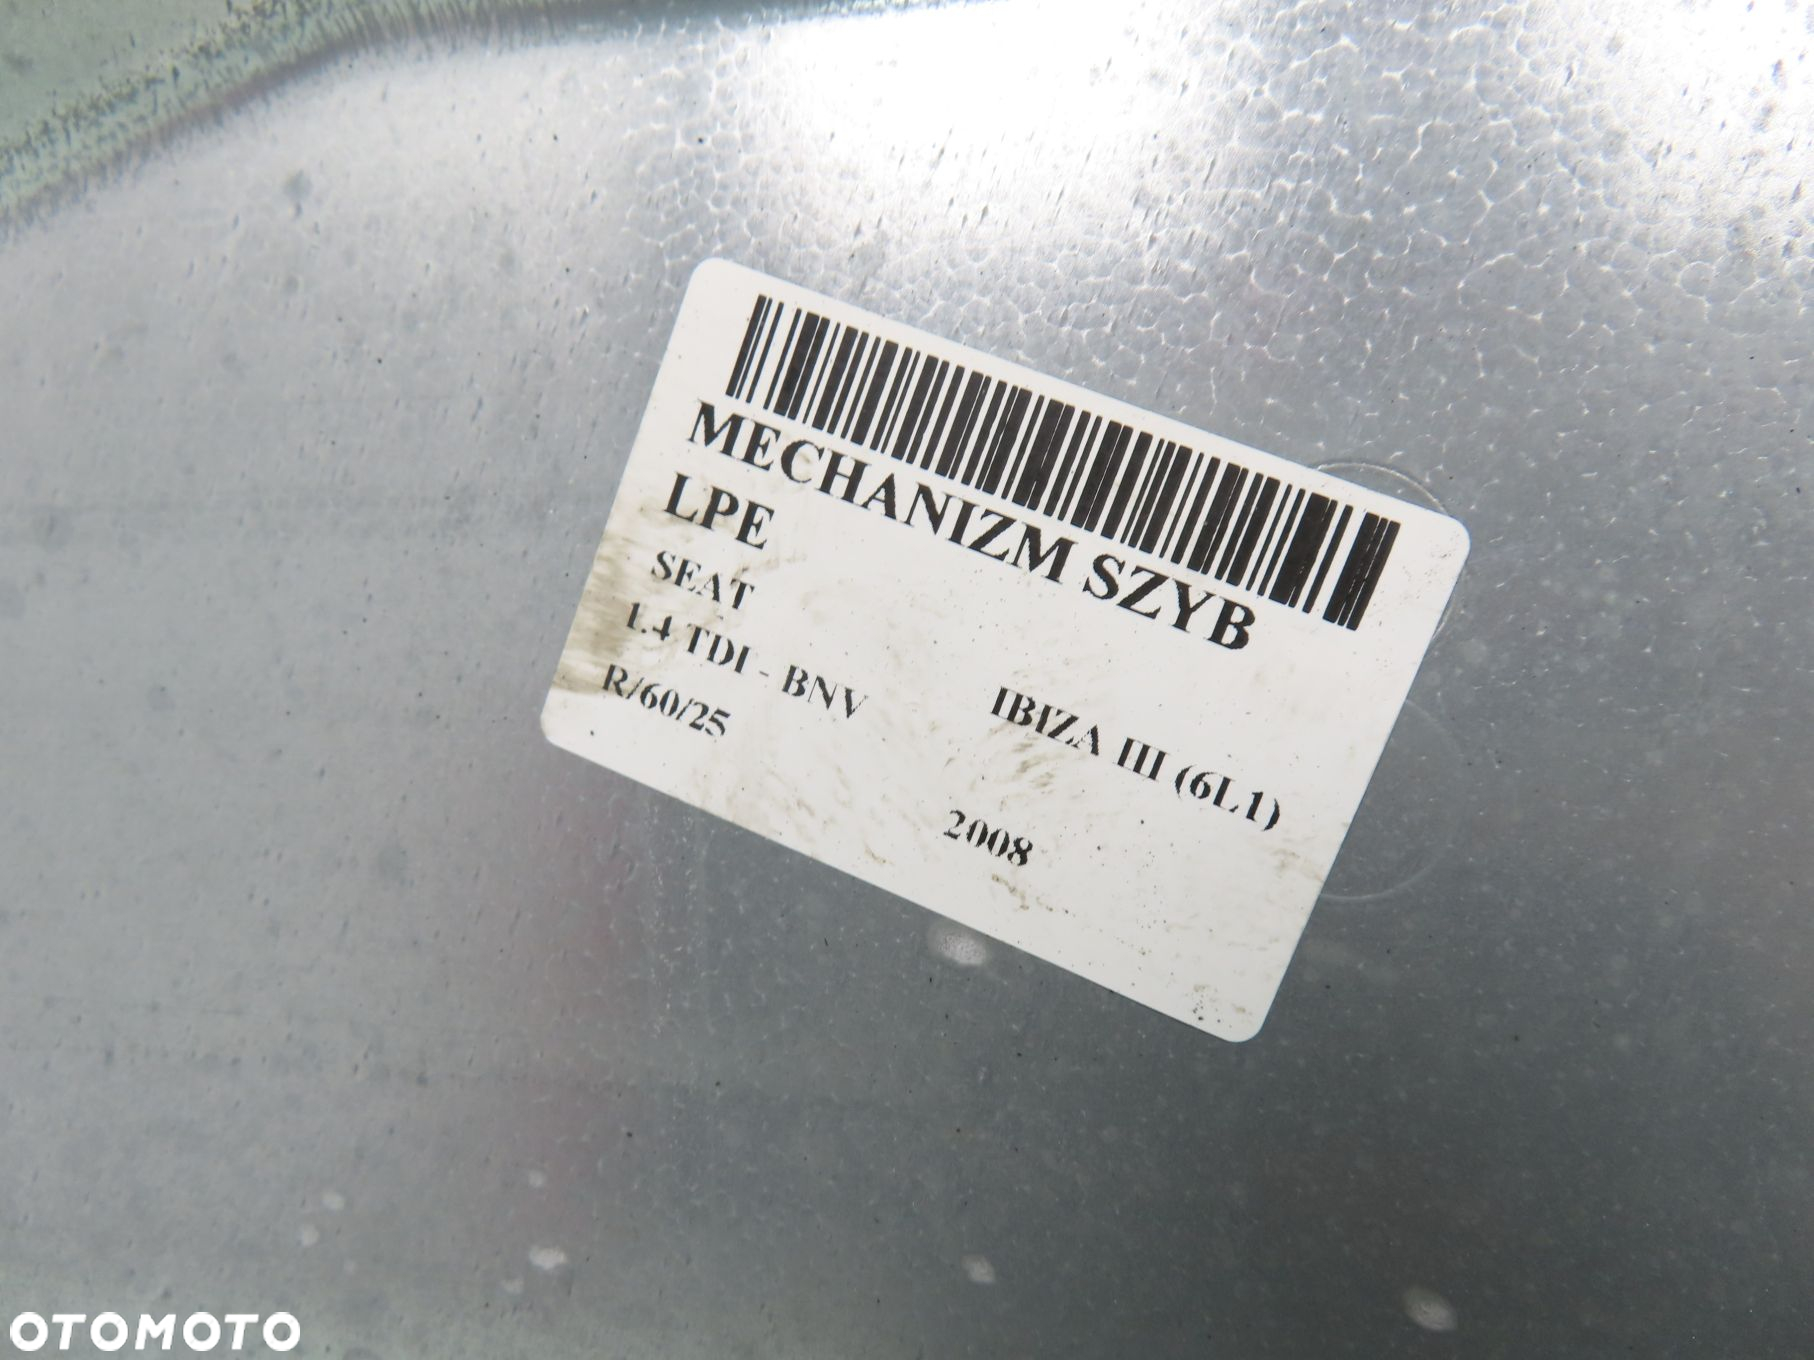 MECHANIZM SZYB
LPE
SEAT
IBIZA III (6L1)
1.4 TDI - BNV
2008
R/60/25
OTOMOTO